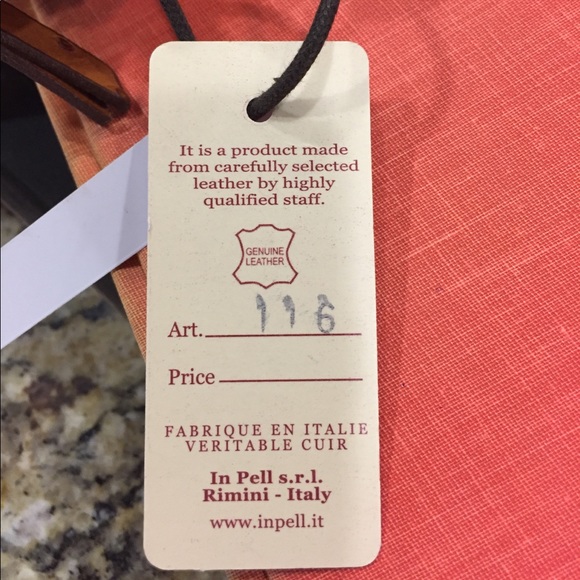 It is a product made
from carefully selected
leather by highly
qualified staff.
GENUINE
LEATHER
Art. 116
Price
FABRIQUE EN ITALIE
VERITABLE CUIR
In Pell s.r.l.
Rimini - Italy
www.inpell.it